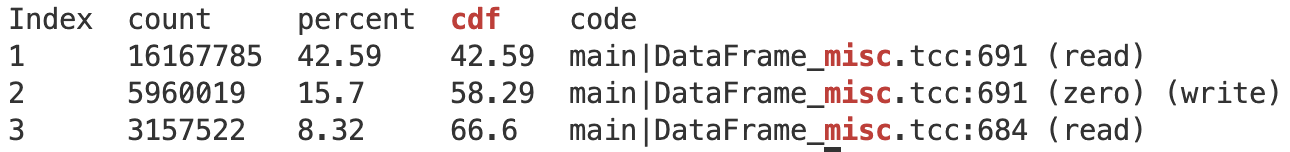 Index count percent cdf code
1 16167785 42.59 42.59 main|DataFrame_misc.tcc:691 (read)
2 5960019 15.7 58.29 main|DataFrame_misc.tcc:691 (zero) (write)
3 3157522 8.32 66.6 main|DataFrame_misc.tcc:684 (read)